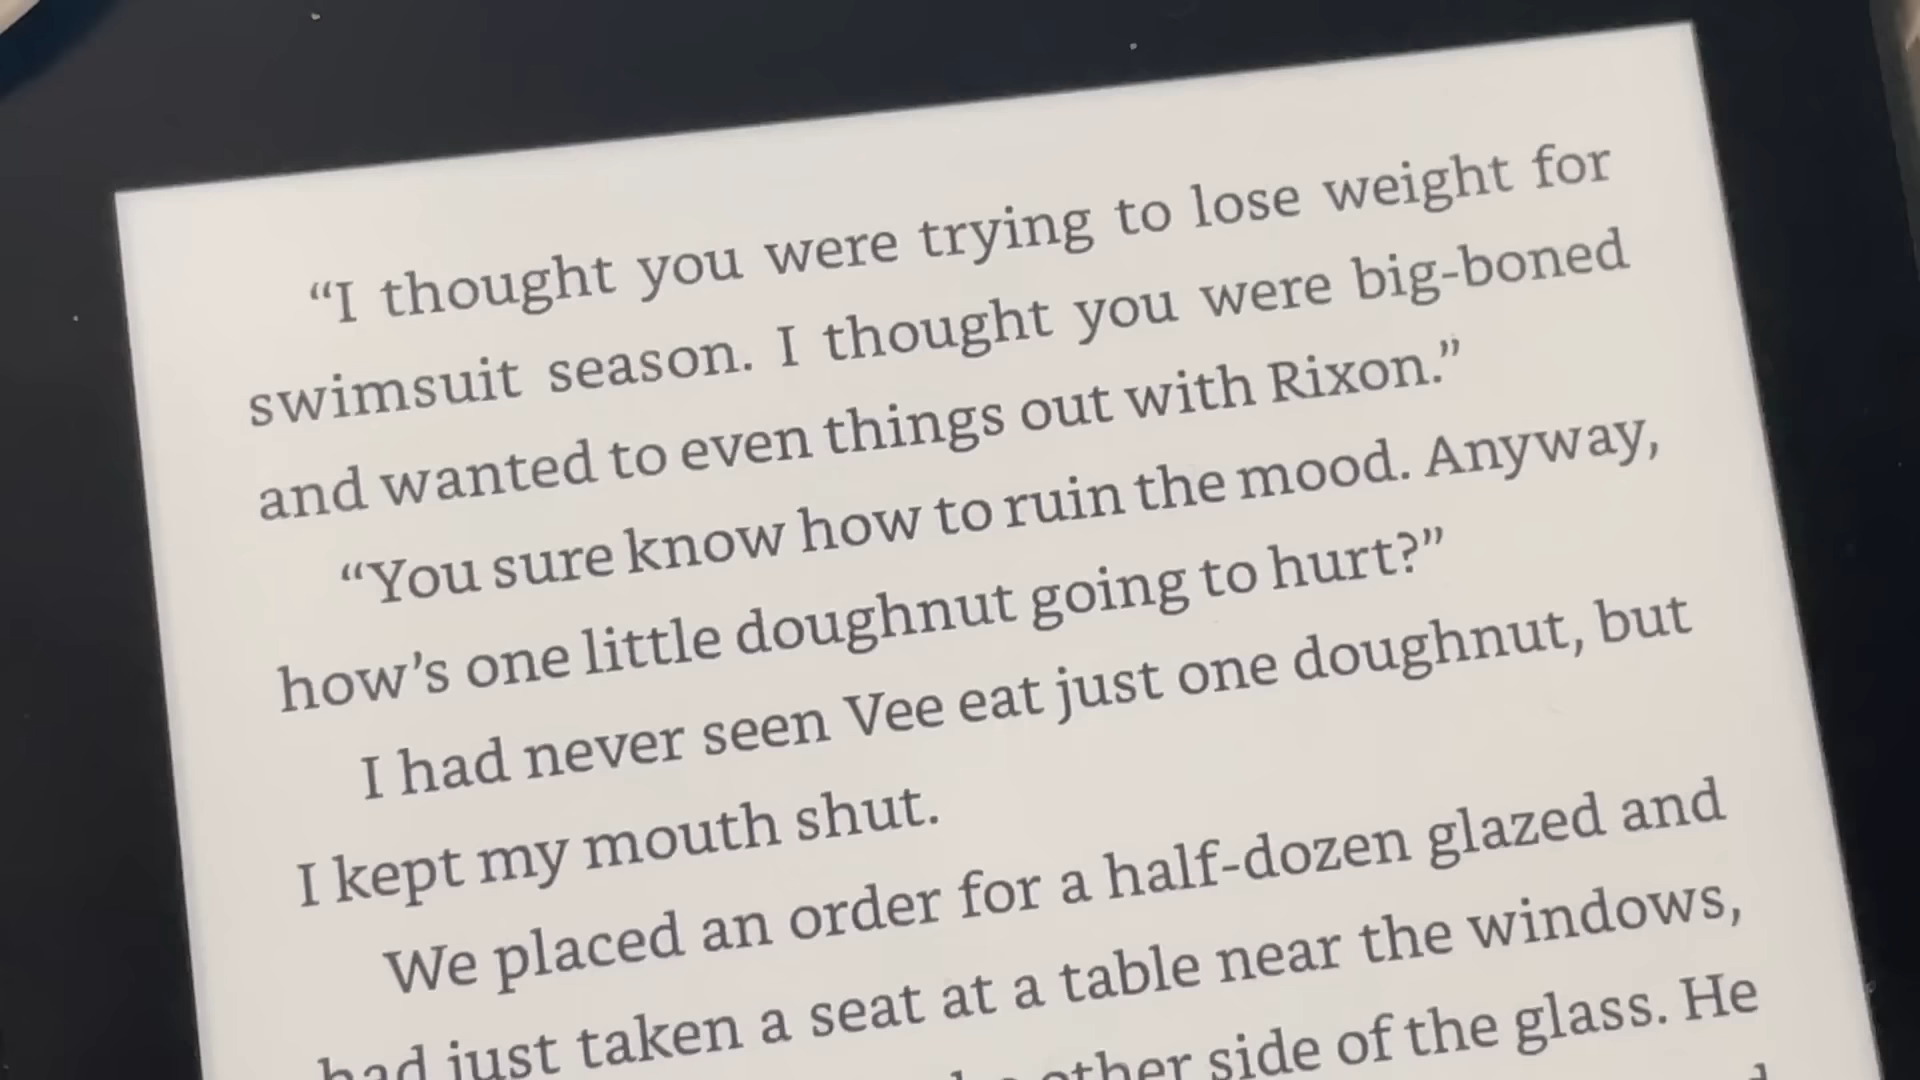 “I thought you were trying to lose weight for
swimsuit season. I thought you were big-boned
and wanted to even things out with Rixon.”
“You sure know how to ruin the mood. Anyway,
how’s one little doughnut going to hurt?”
I had never seen Vee eat just one doughnut, but
I kept my mouth shut.
We placed an order for a half-dozen glazed and
had just taken a seat at a table near the windows,
other side of the glass. He